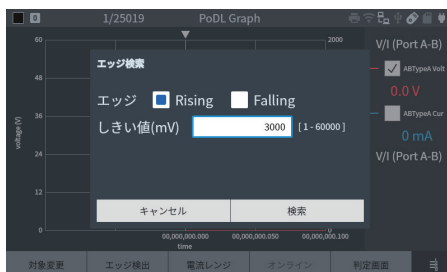 0 1/25019 PoDL Graph
60 2000 V/I (Port A-B)
エッジ検索
ABTypeA Volt
48
エッジ Rising Falling 0.0 V
しきい値(mV) 3000 [1-60000] ABTypeA Cur
voltage (V) 36
0 mA
24 V/I (Port A-B)
12
キャンセル 検索
0 0
00,000,000.000 00,000,000.050 00,000,000.100
time
対象変更 エッジ検出 電流レンジ オンライン 判定画面